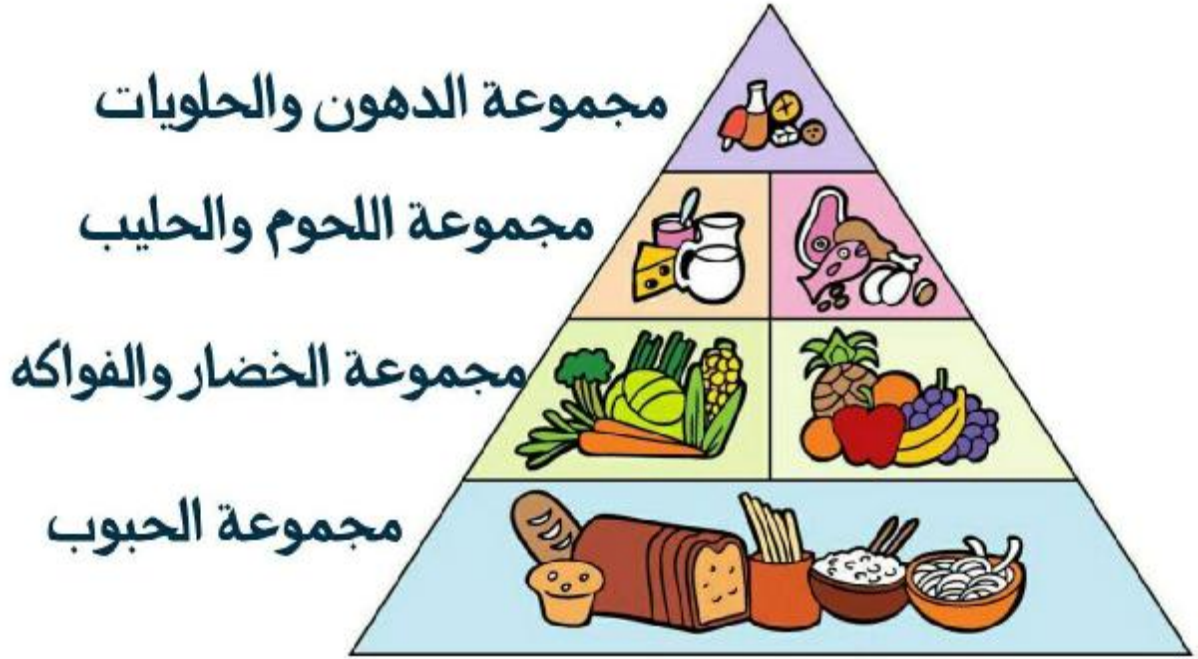 مجموعة الدهون والحلويات
مجموعة اللحوم والحليب
مجموعة الخضار والفواكه
مجموعة الحبوب